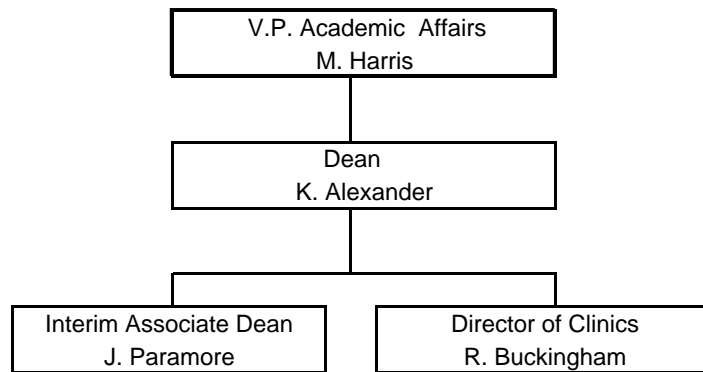 V.P. Academic Affairs
M. Harris
Dean
K. Alexander
Interim Associate Dean
J. Paramore
Director of Clinics
R. Buckingham